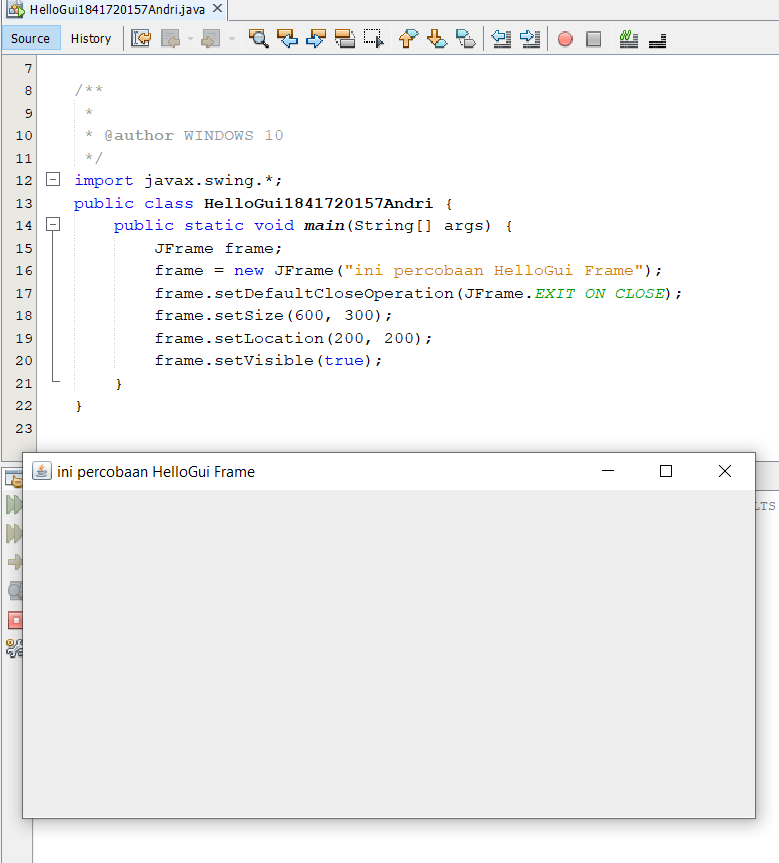 HelloGui1841720157Andri.java
Source History
7
8 /**
9 *
10 * @author WINDOWS 10
11 */
12 import javax.swing.*;
13 public class HelloGui1841720157Andri {
14 public static void main(String[] args) {
15 JFrame frame;
16 frame = new JFrame("ini percobaan HelloGui Frame");
17 frame.setDefaultCloseOperation(JFrame.EXIT_ON_CLOSE);
18 frame.setSize(600, 300);
19 frame.setLocation(200, 200);
20 frame.setVisible(true);
21 }
22 }
23
ini percobaan HelloGui Frame
LTS